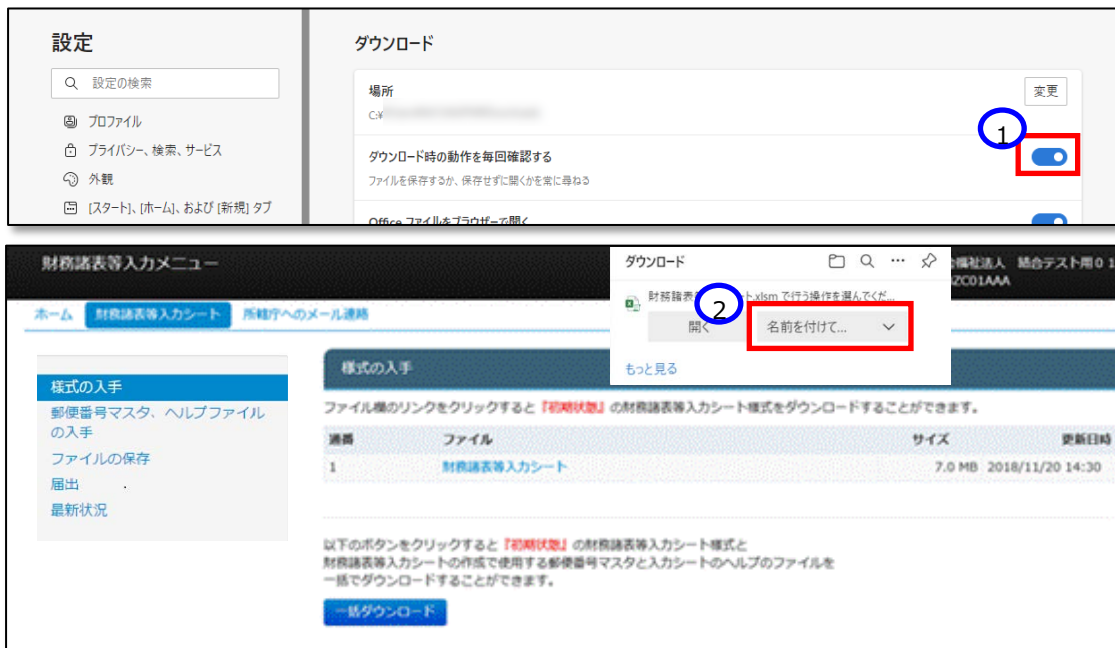 設定
設定の検索
プロファイル
プライバシー、検索、サービス
外観
[スタート]、[ホーム]、および [新規] タブ
ダウンロード
場所
C:¥
変更
ダウンロード時の動作を毎回確認する
ファイルを保存するか、保存せずに開くかを常に尋ねる
1
Office ファイルをブラウザーで開く
財務諸表等入力メニュー
ダウンロード
福祉法人 結合テスト用01
ZC01AAA
財務諸表 ート.xlsm で行う操作を選んでくだ...
2
開く
名前を付けて...
もっと見る
ホーム 財務諸表等入力シート 所轄庁へのメール連絡
様式の入手
郵便番号マスタ、ヘルプファイル
の入手
ファイルの保存
届出
最新状況
様式の入手
ファイル欄のリンクをクリックすると『初期状態』の財務諸表等入力シート様式をダウンロードすることができます。
連番 ファイル サイズ 更新日時
1 財務諸表等入力シート 7.0 MB 2018/11/20 14:30
以下のボタンをクリックすると『初期状態』の財務諸表等入力シート様式と
財務諸表等入力シートの作成で使用する郵便番号マスタと入力シートのヘルプのファイルを
一括でダウンロードすることができます。
一括ダウンロード